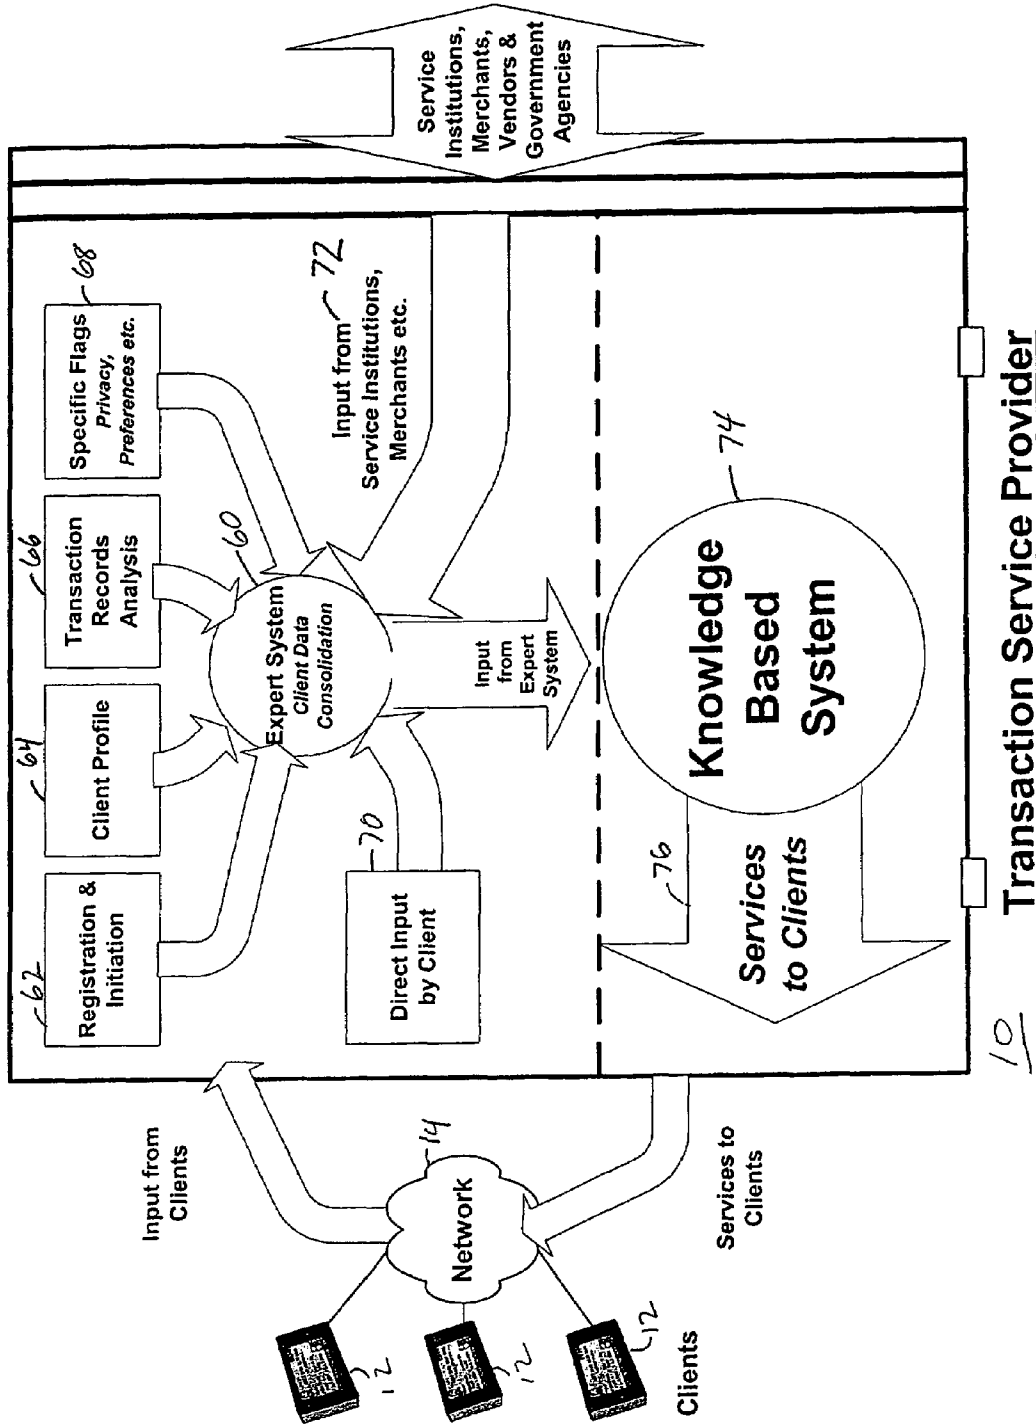 62
Registration &
Initiation
64
Client Profile
66
Transaction
Records
Analysis
Specific Flags
Privacy,
Preferences etc.
68
Input from
Clients
60
Expert System
Client Data
Consolidation
Input from
Service Institutions,
Merchants etc.
72
Service
Institutions,
Merchants,
Vendors &
Government
Agencies
70
Direct Input
by Client
Input
from
Expert
System
Network
14
12
12
12
Clients
Services to
Clients
76
Services
to Clients
Knowledge
Based
System
74
10
Transaction Service Provider